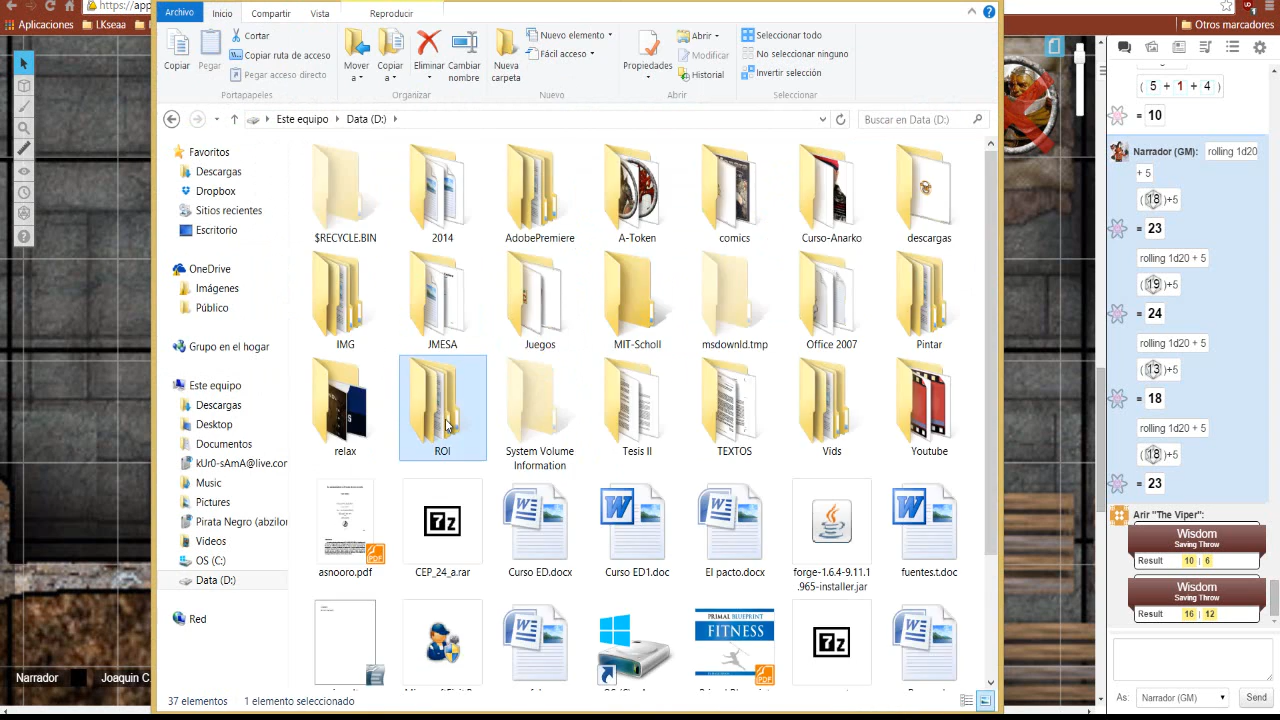 https://app
Aplicaciones
LKseaa
Archivo
Inicio
Compartir
Vista
Reproducir
Copiar
Pegar
Cortar
Copiar ruta de acceso
Pegar acceso directo
Portapapeles
Mover a
Copiar
Eliminar
Cambiar nombre
Organizar
Nueva carpeta
Nuevo elemento
Fácil acceso
Nuevo
Propiedades
Abrir
Modificar
Historial
Abrir
Seleccionar todo
No seleccionar ninguno
Invertir selección
Seleccionar
Este equipo
Data (D:)
Buscar en Data (D:)
Favoritos
Descargas
Dropbox
Sitios recientes
Escritorio
OneDrive
Imágenes
Público
Grupo en el hogar
Este equipo
Descargas
Desktop
Documentos
kUr0-sAmA@live.cor
Music
Pictures
Pirata Negro (abzilor
Videos
OS (C:)
Data (D:)
Red
$RECYCLE.BIN
2014
AdobePremiere
A-Token
comics
Curso-Anarko
descargas
IMG
JMESA
Juegos
MIT-Scholl
msdownld.tmp
Office 2007
Pintar
relax
ROI
System Volume
Information
Tesis II
TEXTOS
Vids
Youtube
asnooro.pdf
CEP_24_a.rar
Curso ED.docx
Curso ED1.doc
El pasto.docx
forge-1.6.4-9.11.1
.965-installer.jar
fuentes.t.doc
PRIMAL BLUEPRINT
FITNESS
37 elementos
1 elemento seleccionado
Narrador
Joaquin C.
Otros marcadores
( 5 + 1 + 4 )
= 10
Narrador (GM): rolling 1d20
+ 5
(18)+5
= 23
rolling 1d20 + 5
(19)+5
= 24
rolling 1d20 + 5
(13)+5
= 18
rolling 1d20 + 5
(18)+5
= 23
Arir "The Viper":
Wisdom
Saving Throw
Result 10 | 6
Wisdom
Saving Throw
Result 16 | 12
As: Narrador (GM)
Send